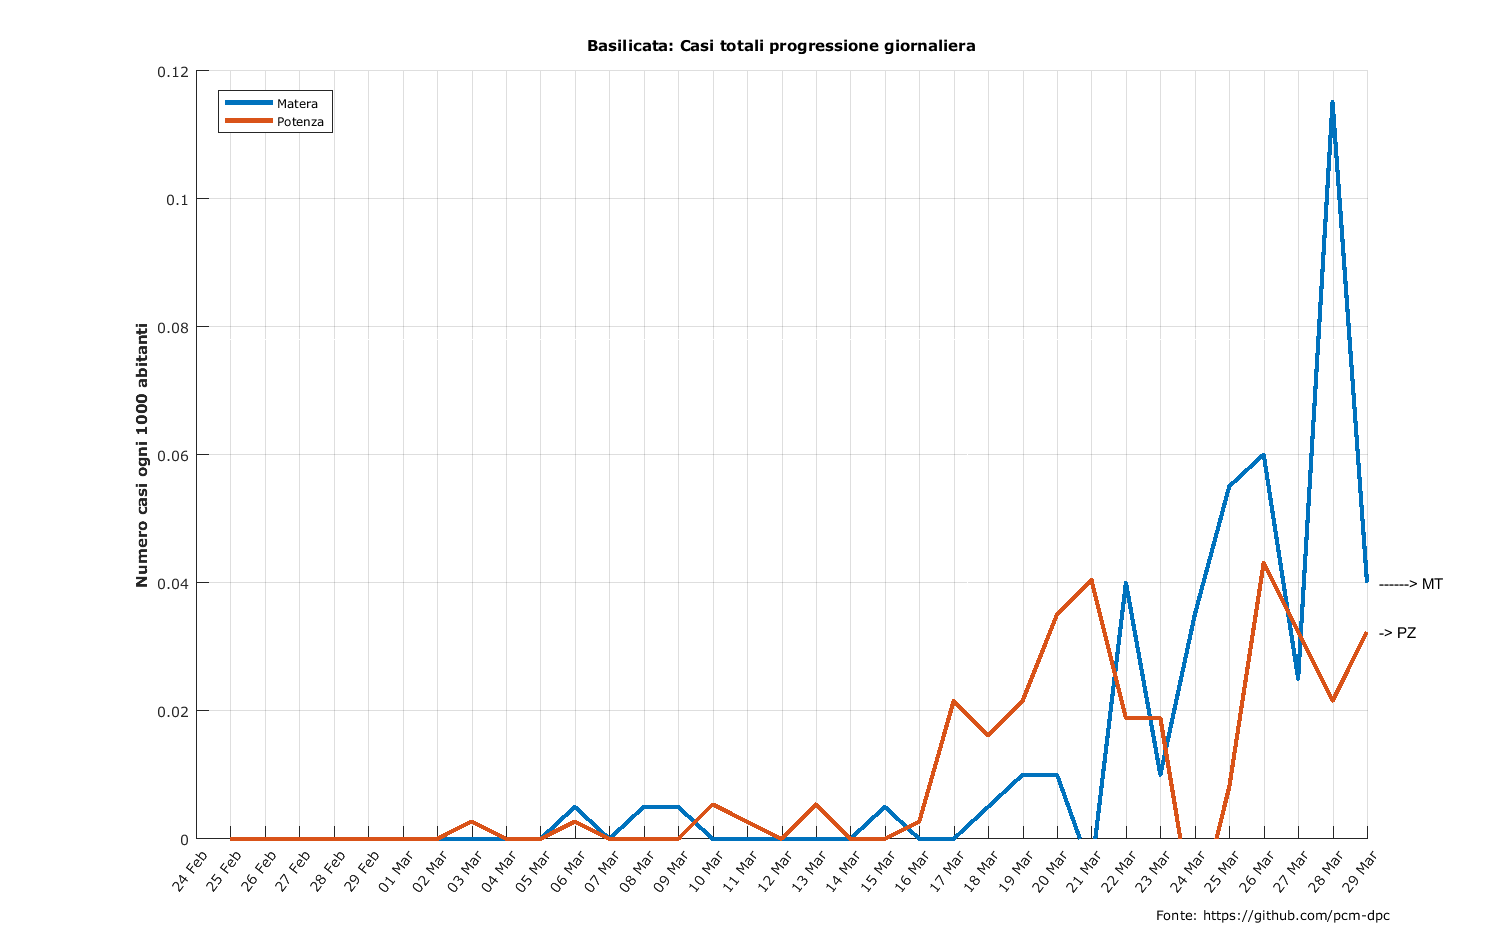 Basilicata: Casi totali progressione giornaliera
0.12
0.1
0.08
0.06
0.04
0.02
0
Numero casi ogni 1000 abitanti
Matera
Potenza
------> MT
-> PZ
24 Feb
25 Feb
26 Feb
27 Feb
28 Feb
29 Feb
01 Mar
02 Mar
03 Mar
04 Mar
05 Mar
06 Mar
07 Mar
08 Mar
09 Mar
10 Mar
11 Mar
12 Mar
13 Mar
14 Mar
15 Mar
16 Mar
17 Mar
18 Mar
19 Mar
20 Mar
21 Mar
22 Mar
23 Mar
24 Mar
25 Mar
26 Mar
27 Mar
28 Mar
29 Mar
Fonte: https://github.com/pcm-dpc